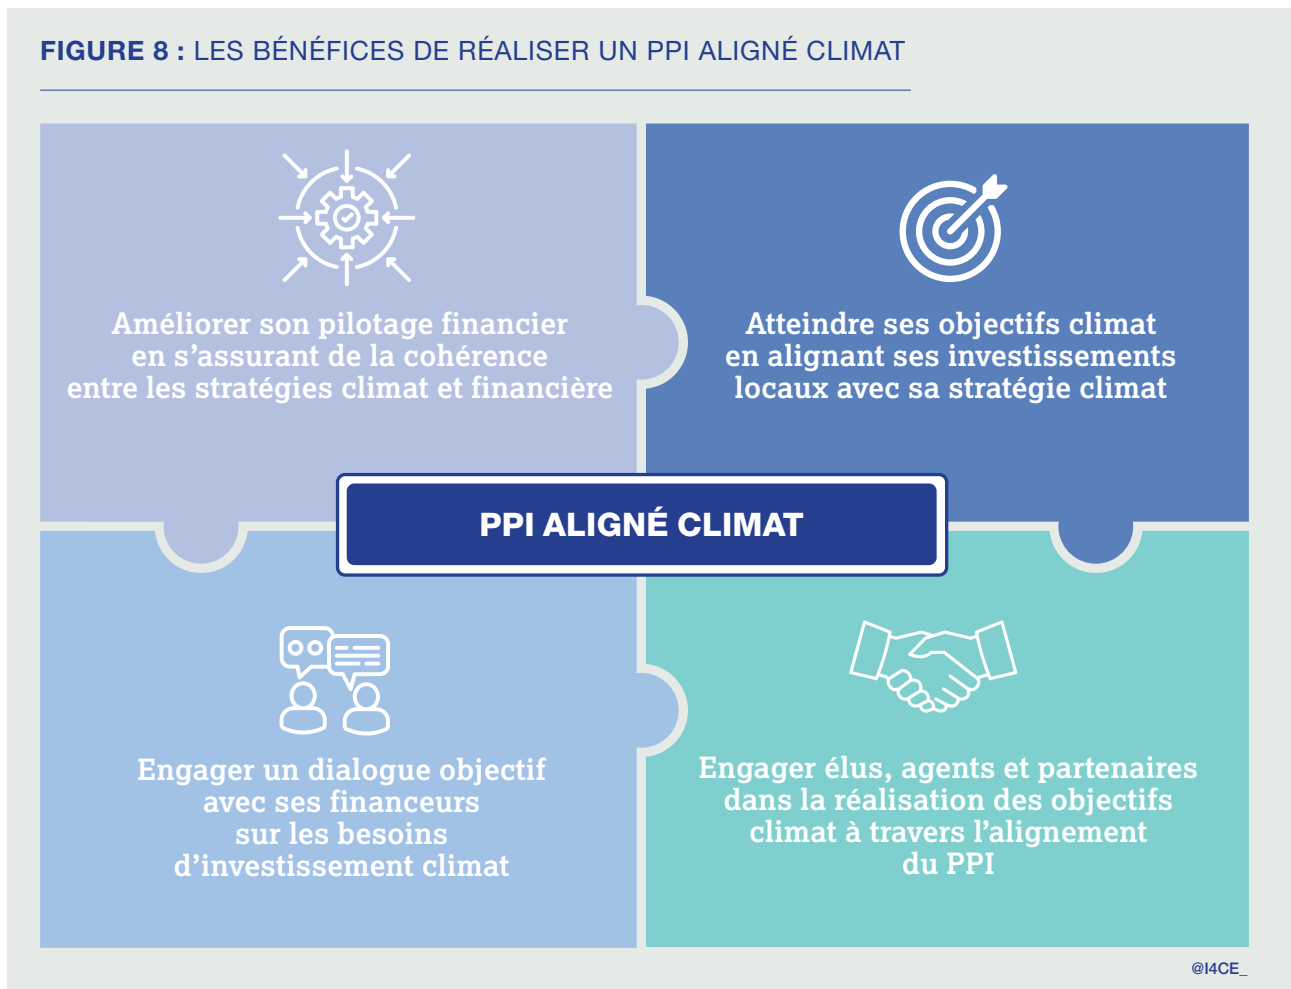 FIGURE 8 : LES BÉNÉFICES DE RÉALISER UN PPI ALIGNÉ CLIMAT
Améliorer son pilotage financier
en s’assurant de la cohérence
entre les stratégies climat et financière
Atteindre ses objectifs climat
en alignant ses investissements
locaux avec sa stratégie climat
PPI ALIGNÉ CLIMAT
Engager un dialogue objectif
avec ses financeurs
sur les besoins
d’investissement climat
Engager élus, agents et partenaires
dans la réalisation des objectifs
climat à travers l’alignement
du PPI
@I4CE_